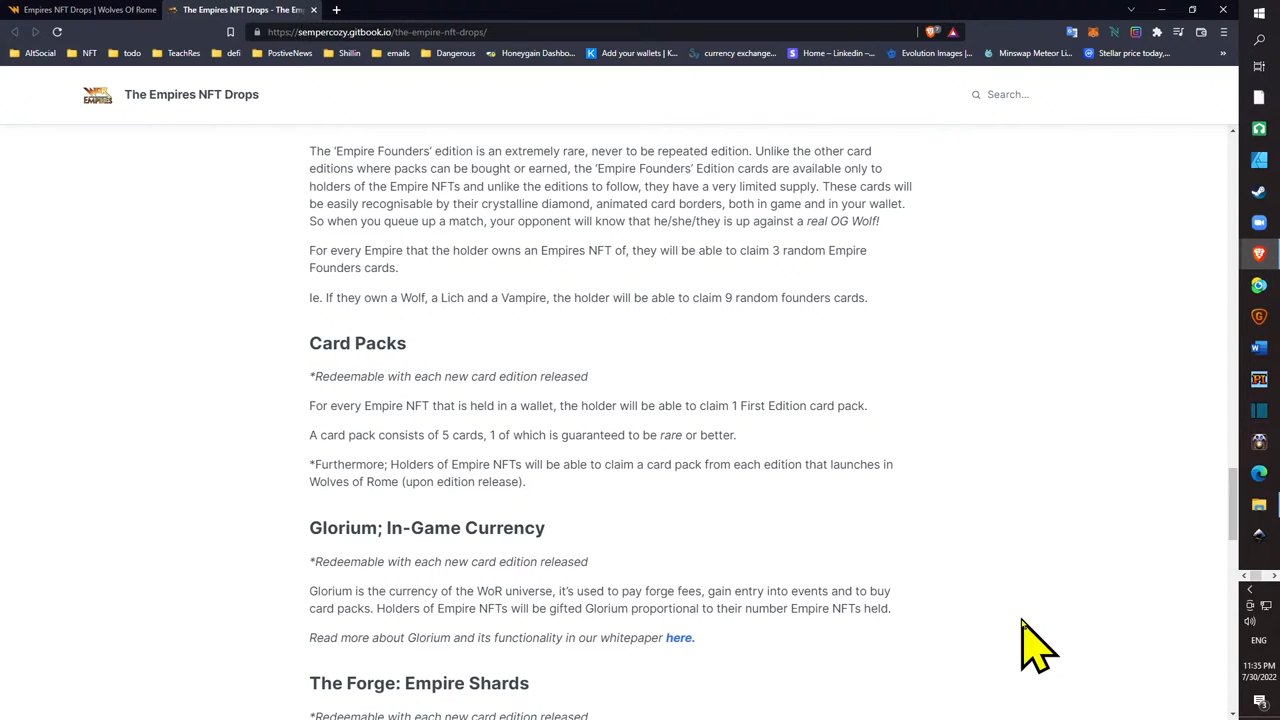 Empires NFT Drops | Wolves Of Rome
The Empires NFT Drops - The Em
https://sempercozy.gitbook.io/the-empire-nft-drops/
AltSocial
NFT
todo
TeachRes
defi
PostiveNews
Shillin
emails
Dangerous
Honeygain Dashbo...
Add your wallets | K...
currency exchange...
Home – Linkedin –...
Evolution Images |...
Minswap Meteor Li...
Stellar price today,...
WAR EMPIRES
The Empires NFT Drops
Search...
The ‘Empire Founders’ edition is an extremely rare, never to be repeated edition. Unlike the other card
editions where packs can be bought or earned, the ‘Empire Founders’ Edition cards are available only to
holders of the Empire NFTs and unlike the editions to follow, they have a very limited supply. These cards will
be easily recognisable by their crystalline diamond, animated card borders, both in game and in your wallet.
So when you queue up a match, your opponent will know that he/she/they is up against a real OG Wolf!
For every Empire that the holder owns an Empires NFT of, they will be able to claim 3 random Empire
Founders cards.
Ie. If they own a Wolf, a Lich and a Vampire, the holder will be able to claim 9 random founders cards.
Card Packs
*Redeemable with each new card edition released
For every Empire NFT that is held in a wallet, the holder will be able to claim 1 First Edition card pack.
A card pack consists of 5 cards, 1 of which is guaranteed to be rare or better.
*Furthermore; Holders of Empire NFTs will be able to claim a card pack from each edition that launches in
Wolves of Rome (upon edition release).
Glorium; In-Game Currency
*Redeemable with each new card edition released
Glorium is the currency of the WoR universe, it’s used to pay forge fees, gain entry into events and to buy
card packs. Holders of Empire NFTs will be gifted Glorium proportional to their number Empire NFTs held.
Read more about Glorium and its functionality in our whitepaper here.
The Forge: Empire Shards
*Redeemable with each new card edition released
ENG
11:35 PM
7/30/2022
3